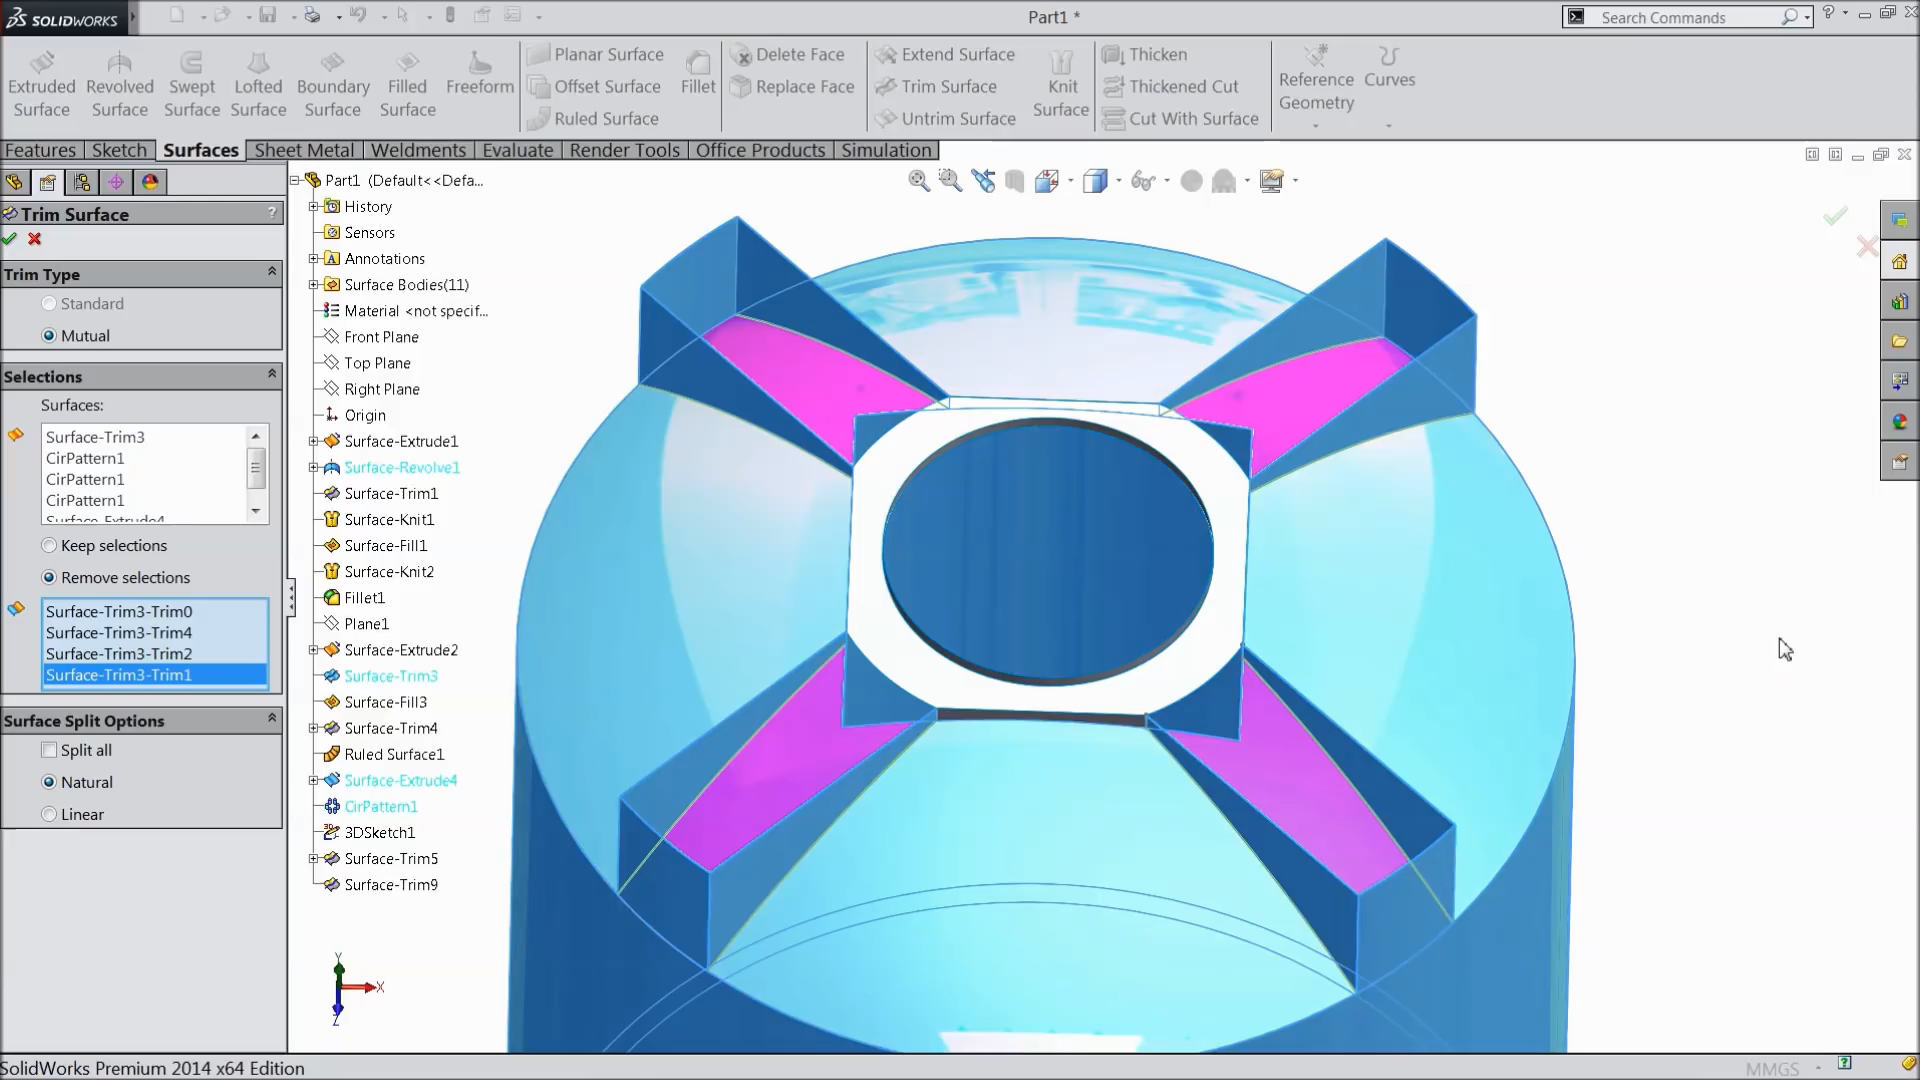 SOLIDWORKS
Part1 *
Search Commands
Extruded Surface
Revolved Surface
Swept Surface
Lofted Surface
Boundary Surface
Filled Surface
Freeform
Planar Surface
Offset Surface
Ruled Surface
Fillet
Delete Face
Replace Face
Extend Surface
Trim Surface
Untrim Surface
Knit Surface
Thicken
Thickened Cut
Cut With Surface
Reference Geometry
Curves
Features
Sketch
Surfaces
Sheet Metal
Weldments
Evaluate
Render Tools
Office Products
Simulation
Trim Surface
?
Trim Type
Standard
Mutual
Selections
Surfaces:
Surface-Trim3
CirPattern1
CirPattern1
CirPattern1
Surface-Extrude4
Keep selections
Remove selections
Surface-Trim3-Trim0
Surface-Trim3-Trim4
Surface-Trim3-Trim2
Surface-Trim3-Trim1
Surface Split Options
Split all
Natural
Linear
Part1 (Default<<Defa...
History
Sensors
Annotations
Surface Bodies(11)
Material <not specif...
Front Plane
Top Plane
Right Plane
Origin
Surface-Extrude1
Surface-Revolve1
Surface-Trim1
Surface-Knit1
Surface-Fill1
Surface-Knit2
Fillet1
Plane1
Surface-Extrude2
Surface-Trim3
Surface-Fill3
Surface-Trim4
Ruled Surface1
Surface-Extrude4
CirPattern1
3DSketch1
Surface-Trim5
Surface-Trim9
Y
X
Z
SolidWorks Premium 2014 x64 Edition
MMGS